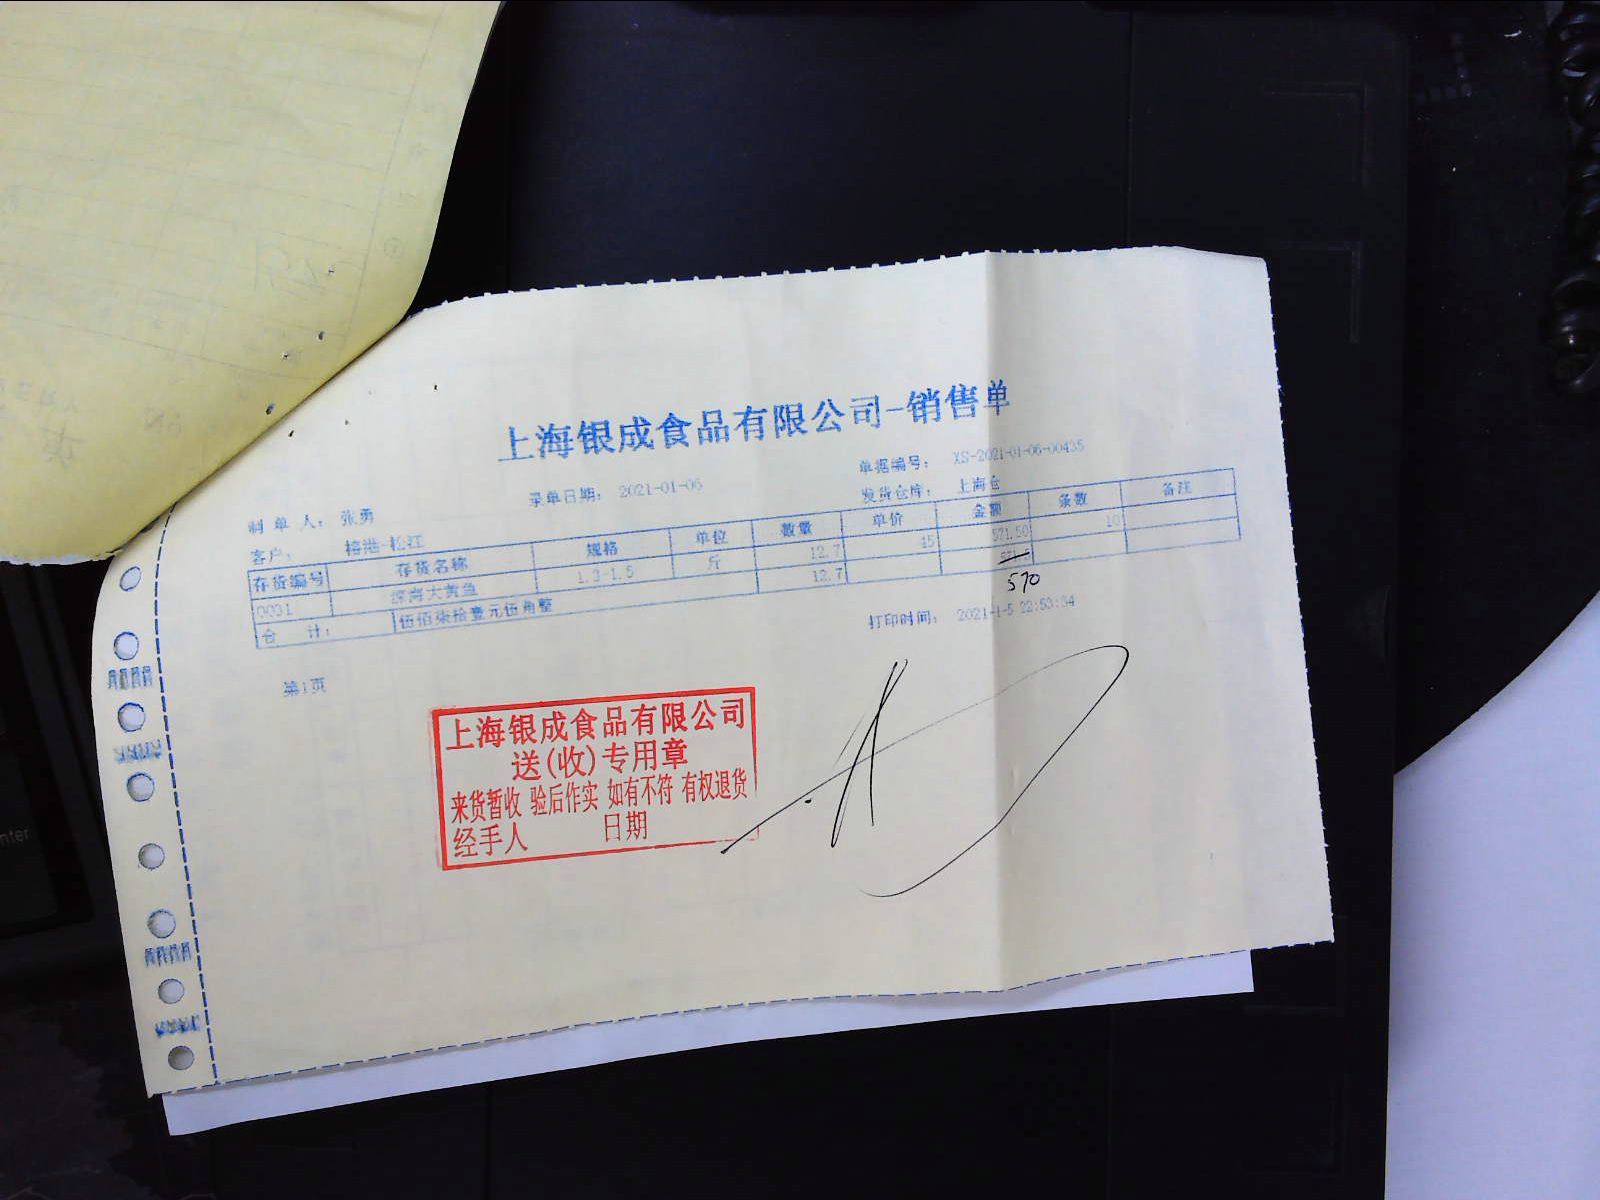 上海银成食品有限公司-销售单
单据编号： XS-2021-01-06-00435
录单日期： 2021-01-06
发货仓库： 上海仓
制 单 人： 张勇
客户： 榕港-松江
存货编号 存货名称 规格 单位 数量 单价 金额 条数 备注
0031 深海大黄鱼 1.3-1.5 斤 12.7 45 571.50 10
合 计： 伍佰柒拾壹元伍角整 12.7 571.5
570
打印时间： 2021-1-5 22:53:34
第1页
上海银成食品有限公司
送(收)专用章
来货暂收 验后作实 如有不符 有权退货
经手人 日期